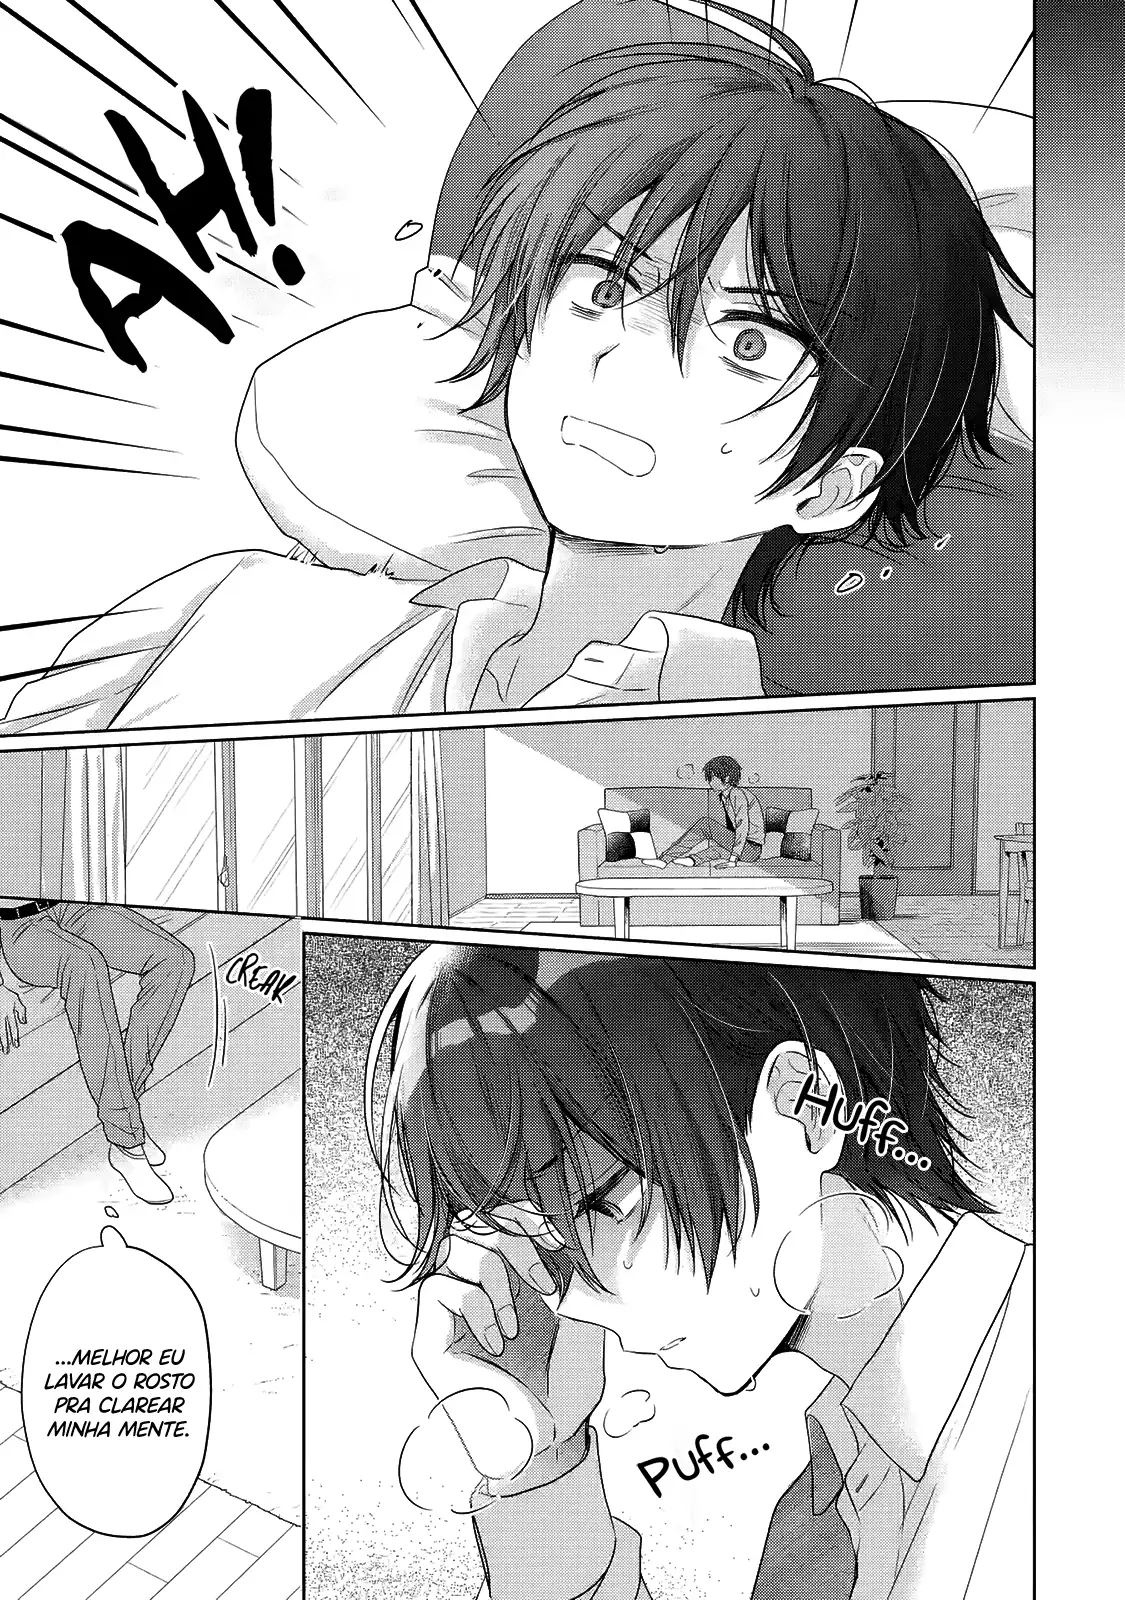 AH!
Huff...
Puff...
CREAK
...MELHOR EU
LAVAR O ROSTO
PRA CLAREAR
MINHA MENTE.